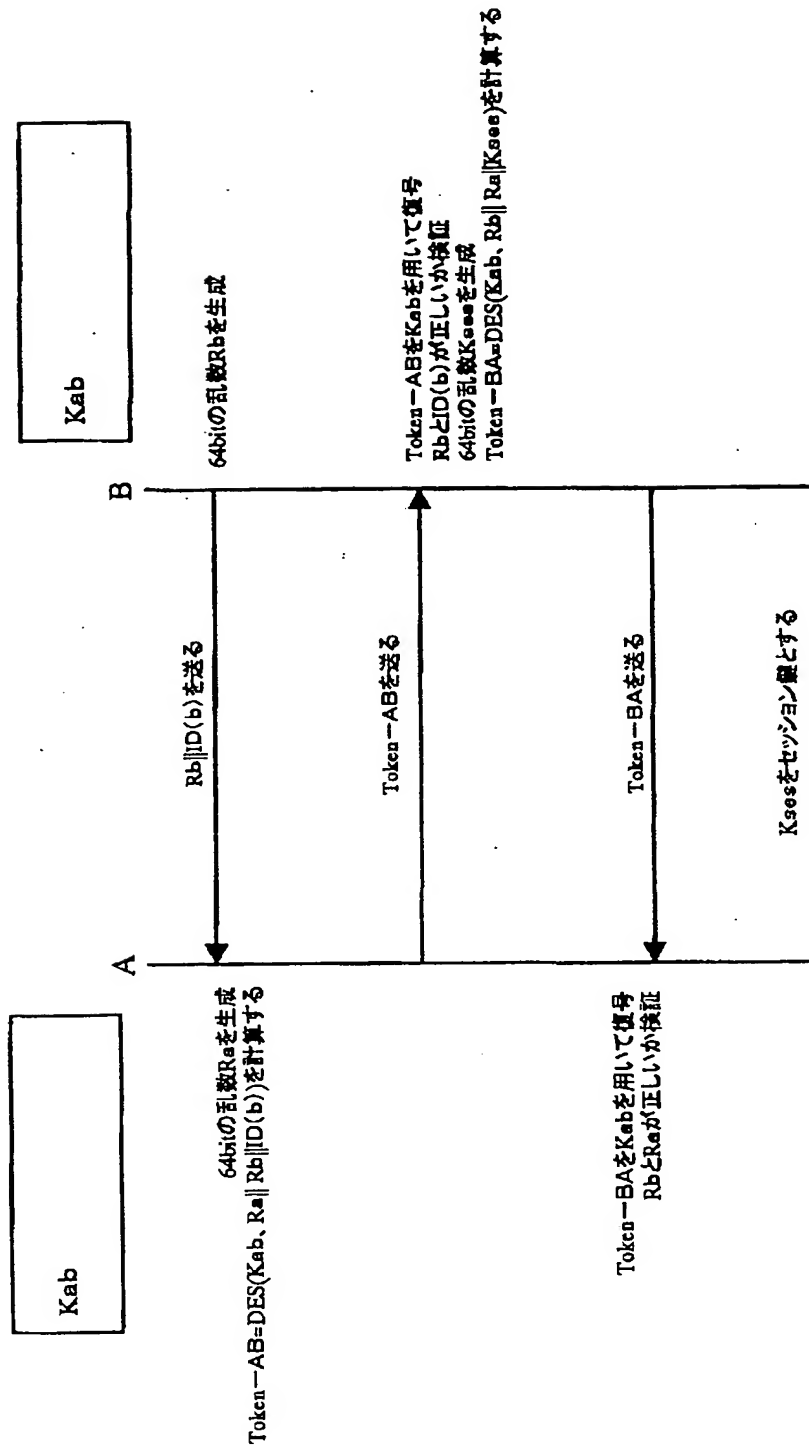 Kab
Kab
A
B
64bitの乱数Rbを生成
Rb||ID(b)を送る
64bitの乱数Raを生成
Token－AB=DES(Kab、Ra||Rb||ID(b))を計算する
Token－ABを送る
Token－ABをKabを用いて復号
RbとID(b)が正しいか検証
64bitの乱数Ksesを生成
Token－BA=DES(Kab、Rb||Ra||Kses)を計算する
Token－BAを送る
Token－BAをKabを用いて復号
RbとRaが正しいか検証
Ksesをセッション鍵とする